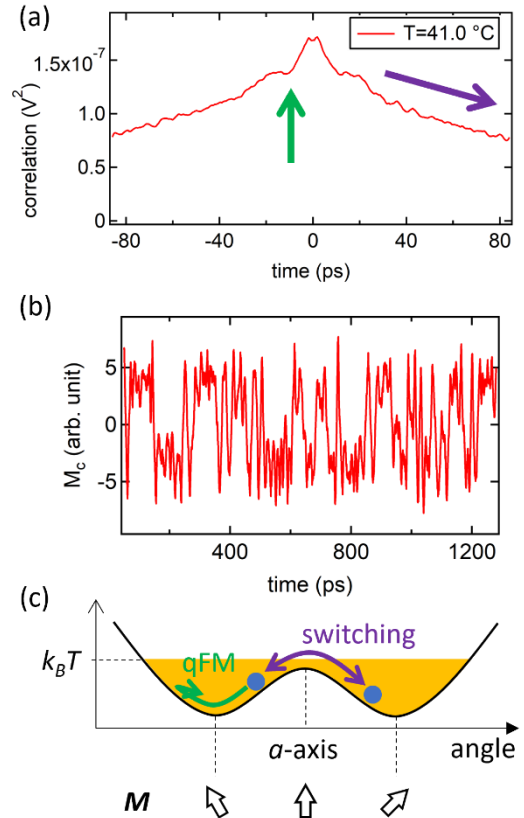 (a)
T=41.0 °C
correlation (V²)
1.5x10⁻⁷
1.0
0.5
0
-80
-40
0
40
80
time (ps)
(b)
M_c (arb. unit)
5
0
-5
400
800
1200
time (ps)
(c)
switching
k_BT
qFM
a-axis
angle
M